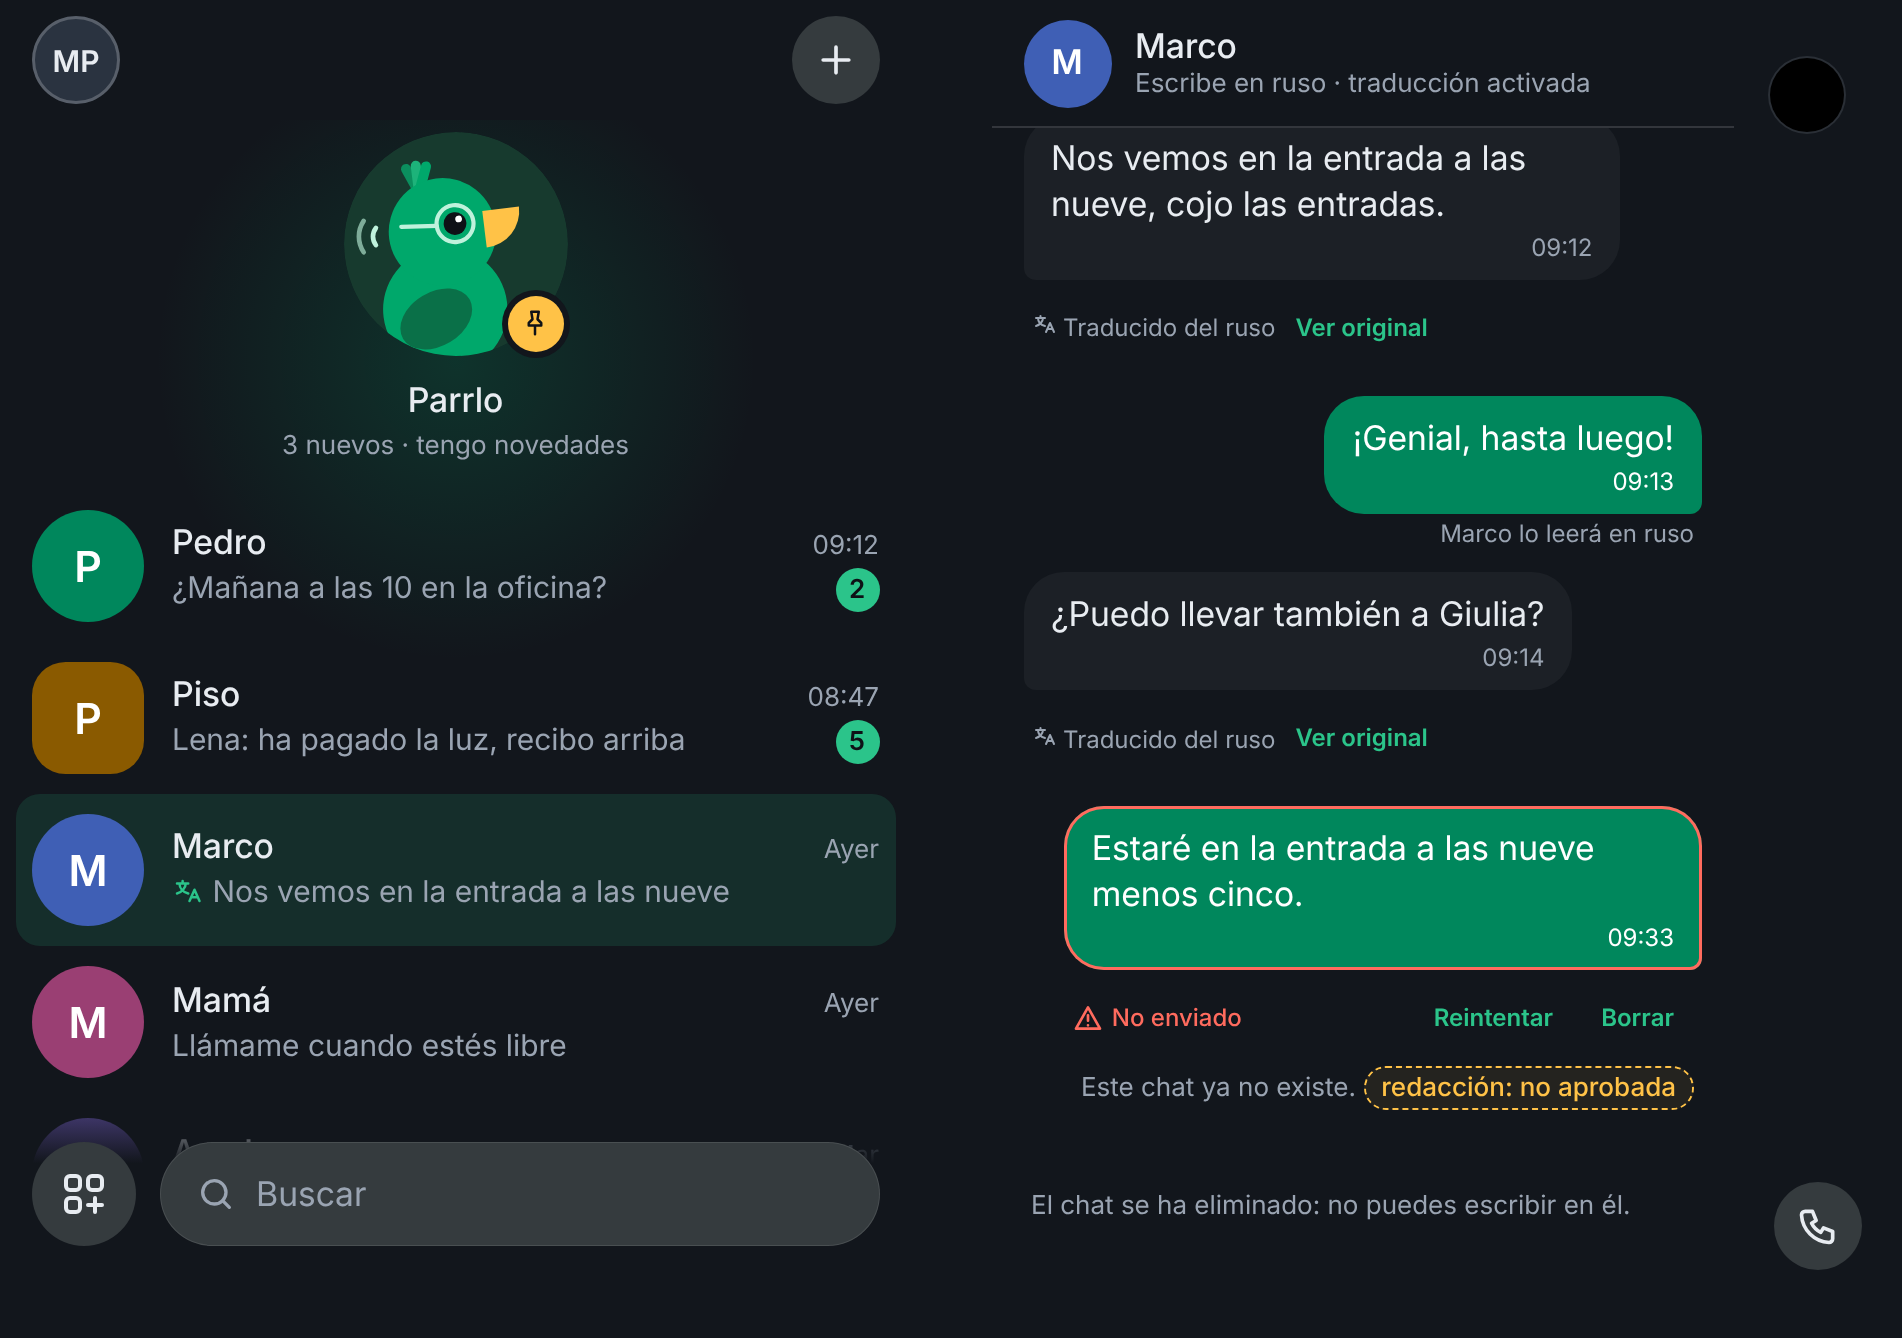 MP
Parrlo
3 nuevos · tengo novedades
P
Pedro
09:12
¿Mañana a las 10 en la oficina?
2
P
Piso
08:47
Lena: ha pagado la luz, recibo arriba
5
M
Marco
Ayer
Nos vemos en la entrada a las nueve
M
Mamá
Ayer
Llámame cuando estés libre
Buscar
M
Marco
Escribe en ruso · traducción activada
Nos vemos en la entrada a las
nueve, cojo las entradas.
09:12
Traducido del ruso Ver original
¡Genial, hasta luego!
09:13
Marco lo leerá en ruso
¿Puedo llevar también a Giulia?
09:14
Traducido del ruso Ver original
Estaré en la entrada a las nueve
menos cinco.
09:33
No enviado Reintentar Borrar
Este chat ya no existe. redacción: no aprobada
El chat se ha eliminado: no puedes escribir en él.